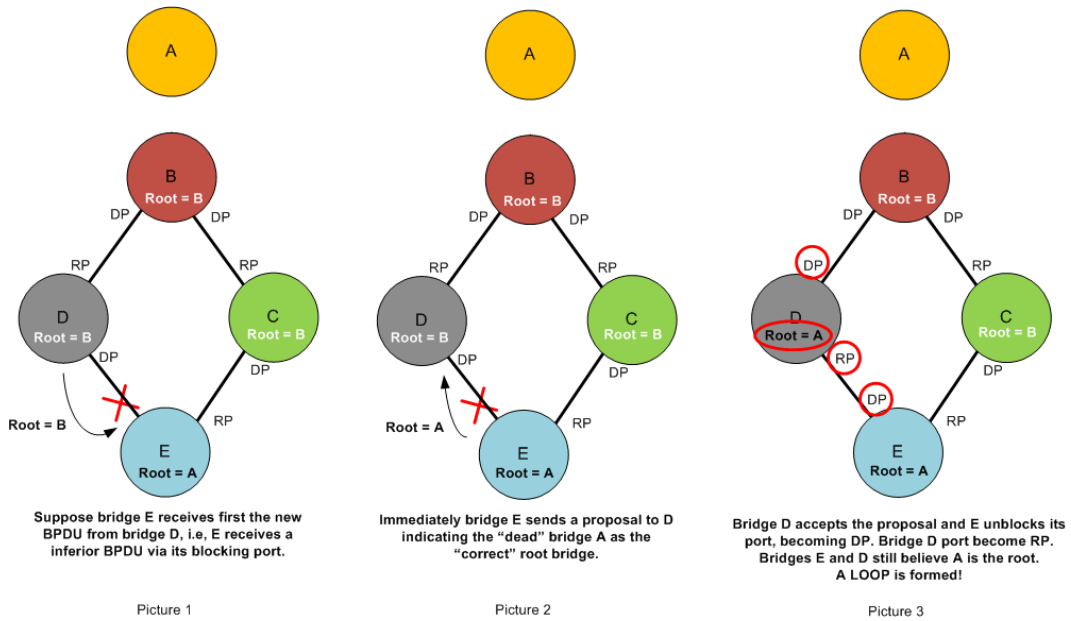 A
B
Root = B
DP
DP
RP
RP
D
Root = B
C
Root = B
DP
DP
Root = B
RP
E
Root = A
Suppose bridge E receives first the new
BPDU from bridge D, i.e, E receives a
inferior BPDU via its blocking port.
Picture 1
A
B
Root = B
DP
DP
RP
RP
D
Root = B
C
Root = B
DP
DP
Root = A
RP
E
Root = A
Immediately bridge E sends a proposal to D
indicating the “dead” bridge A as the
“correct” root bridge.
Picture 2
A
B
Root = B
DP
DP
DP
RP
D
Root = A
C
Root = B
RP
DP
DP
RP
E
Root = A
Bridge D accepts the proposal and E unblocks its
port, becoming DP. Bridge D port become RP.
Bridges E and D still believe A is the root.
A LOOP is formed!
Picture 3